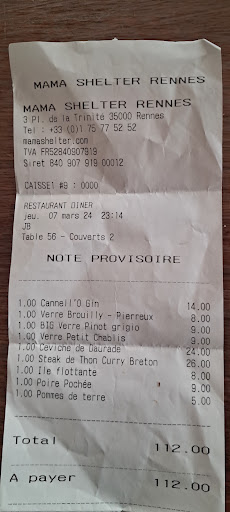 MAMA SHELTER RENNES
MAMA SHELTER RENNES
3 Pl. de la Trinité 35000 Rennes
Tel : +33 (0)1 75 77 52 52
mamashelter.com
TVA FR52840907919
Siret 840 907 919 00012
CAISSE1 #9 : 0000
RESTAURANT DINER
jeu. 07 mars 24 23:14
JB
Table 56 - Couverts 2
NOTE PROVISOIRE
1.00 Cannell'O Gin 14.00
1.00 Verre Brouilly - Pierreux 8.00
1.00 BIG Verre Pinot grigio 9.00
1.00 Verre Petit Chablis 9.00
1.00 Ceviche de Daurade 24.00
1.00 Steak de Thon Curry Breton 26.00
1.00 Ile flottante 8.00
1.00 Poire Pochée 9.00
1.00 Pommes de terre 5.00
Total 112.00
A payer 112.00